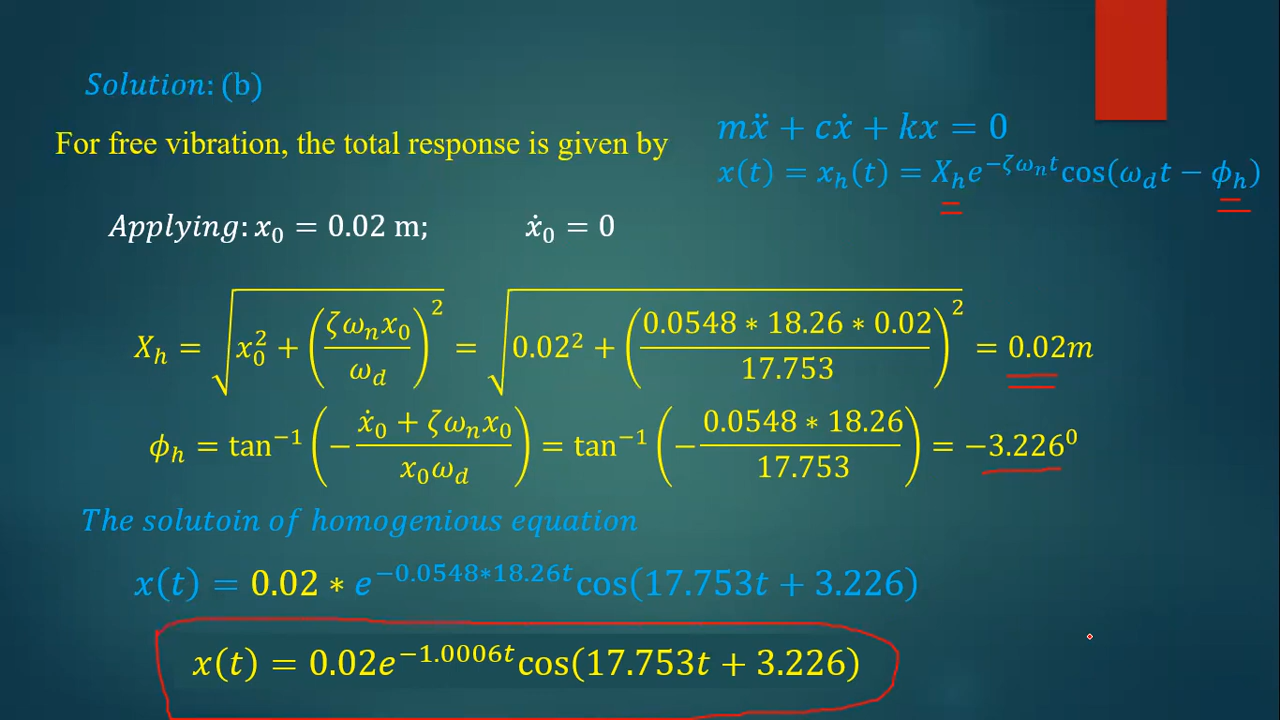 Solution: (b)
For free vibration, the total response is given by
mẍ + cẋ + kx = 0
x(t) = x_h(t) = X_h e^{−ζω_n t} cos(ω_d t − ϕ_h)
Applying: x_0 = 0.02 m; ẋ_0 = 0
X_h = √(x_0^2 + (ζω_n x_0 / ω_d)^2) = √(0.02^2 + (0.0548 ∗ 18.26 ∗ 0.02 / 17.753)^2) = 0.02m
ϕ_h = tan^{−1}(− (ẋ_0 + ζω_n x_0) / (x_0 ω_d)) = tan^{−1}(− (0.0548 ∗ 18.26) / 17.753) = −3.226^0
The solutoin of homogenious equation
x(t) = 0.02 ∗ e^{−0.0548∗18.26t} cos(17.753t + 3.226)
x(t) = 0.02e^{−1.0006t} cos(17.753t + 3.226)